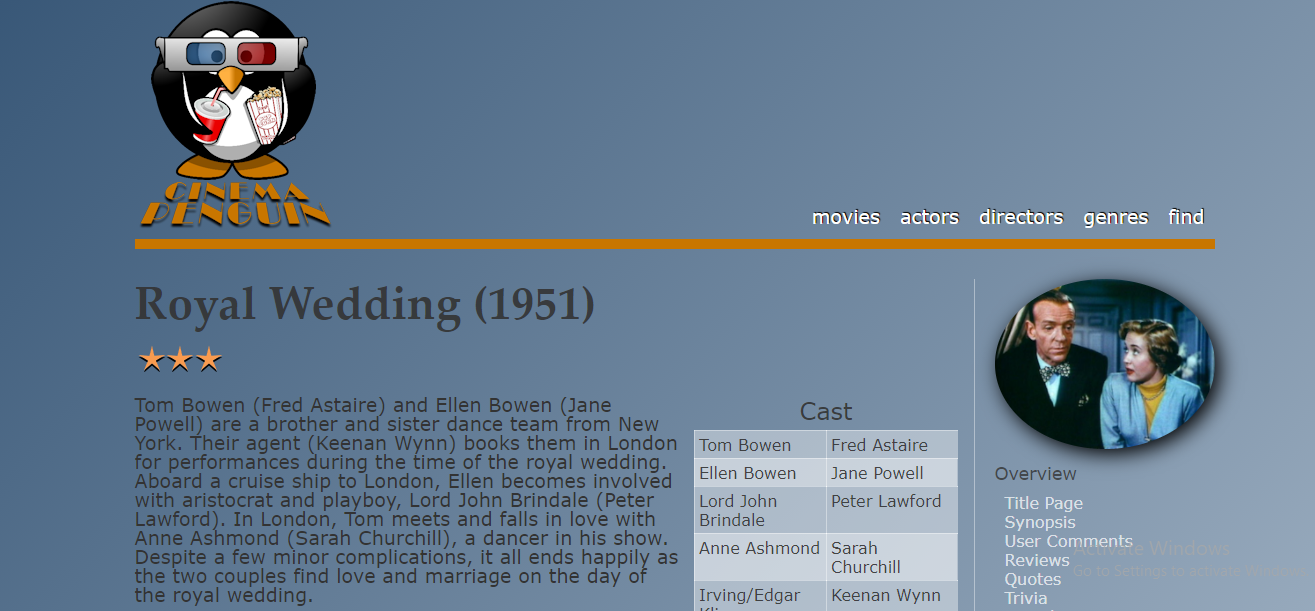 CINEMA
PENGUIN
movies actors directors genres find
Royal Wedding (1951)
Tom Bowen (Fred Astaire) and Ellen Bowen (Jane
Powell) are a brother and sister dance team from New
York. Their agent (Keenan Wynn) books them in London
for performances during the time of the royal wedding.
Aboard a cruise ship to London, Ellen becomes involved
with aristocrat and playboy, Lord John Brindale (Peter
Lawford). In London, Tom meets and falls in love with
Anne Ashmond (Sarah Churchill), a dancer in his show.
Despite a few minor complications, it all ends happily as
the two couples find love and marriage on the day of
the royal wedding.
Cast
Tom Bowen Fred Astaire
Ellen Bowen Jane Powell
Lord John Peter Lawford
Brindale
Anne Ashmond Sarah
Churchill
Irving/Edgar Keenan Wynn
Overview
Title Page
Synopsis
User Comments
Reviews
Quotes
Trivia
Activate Windows
Go to Settings to activate Windows.